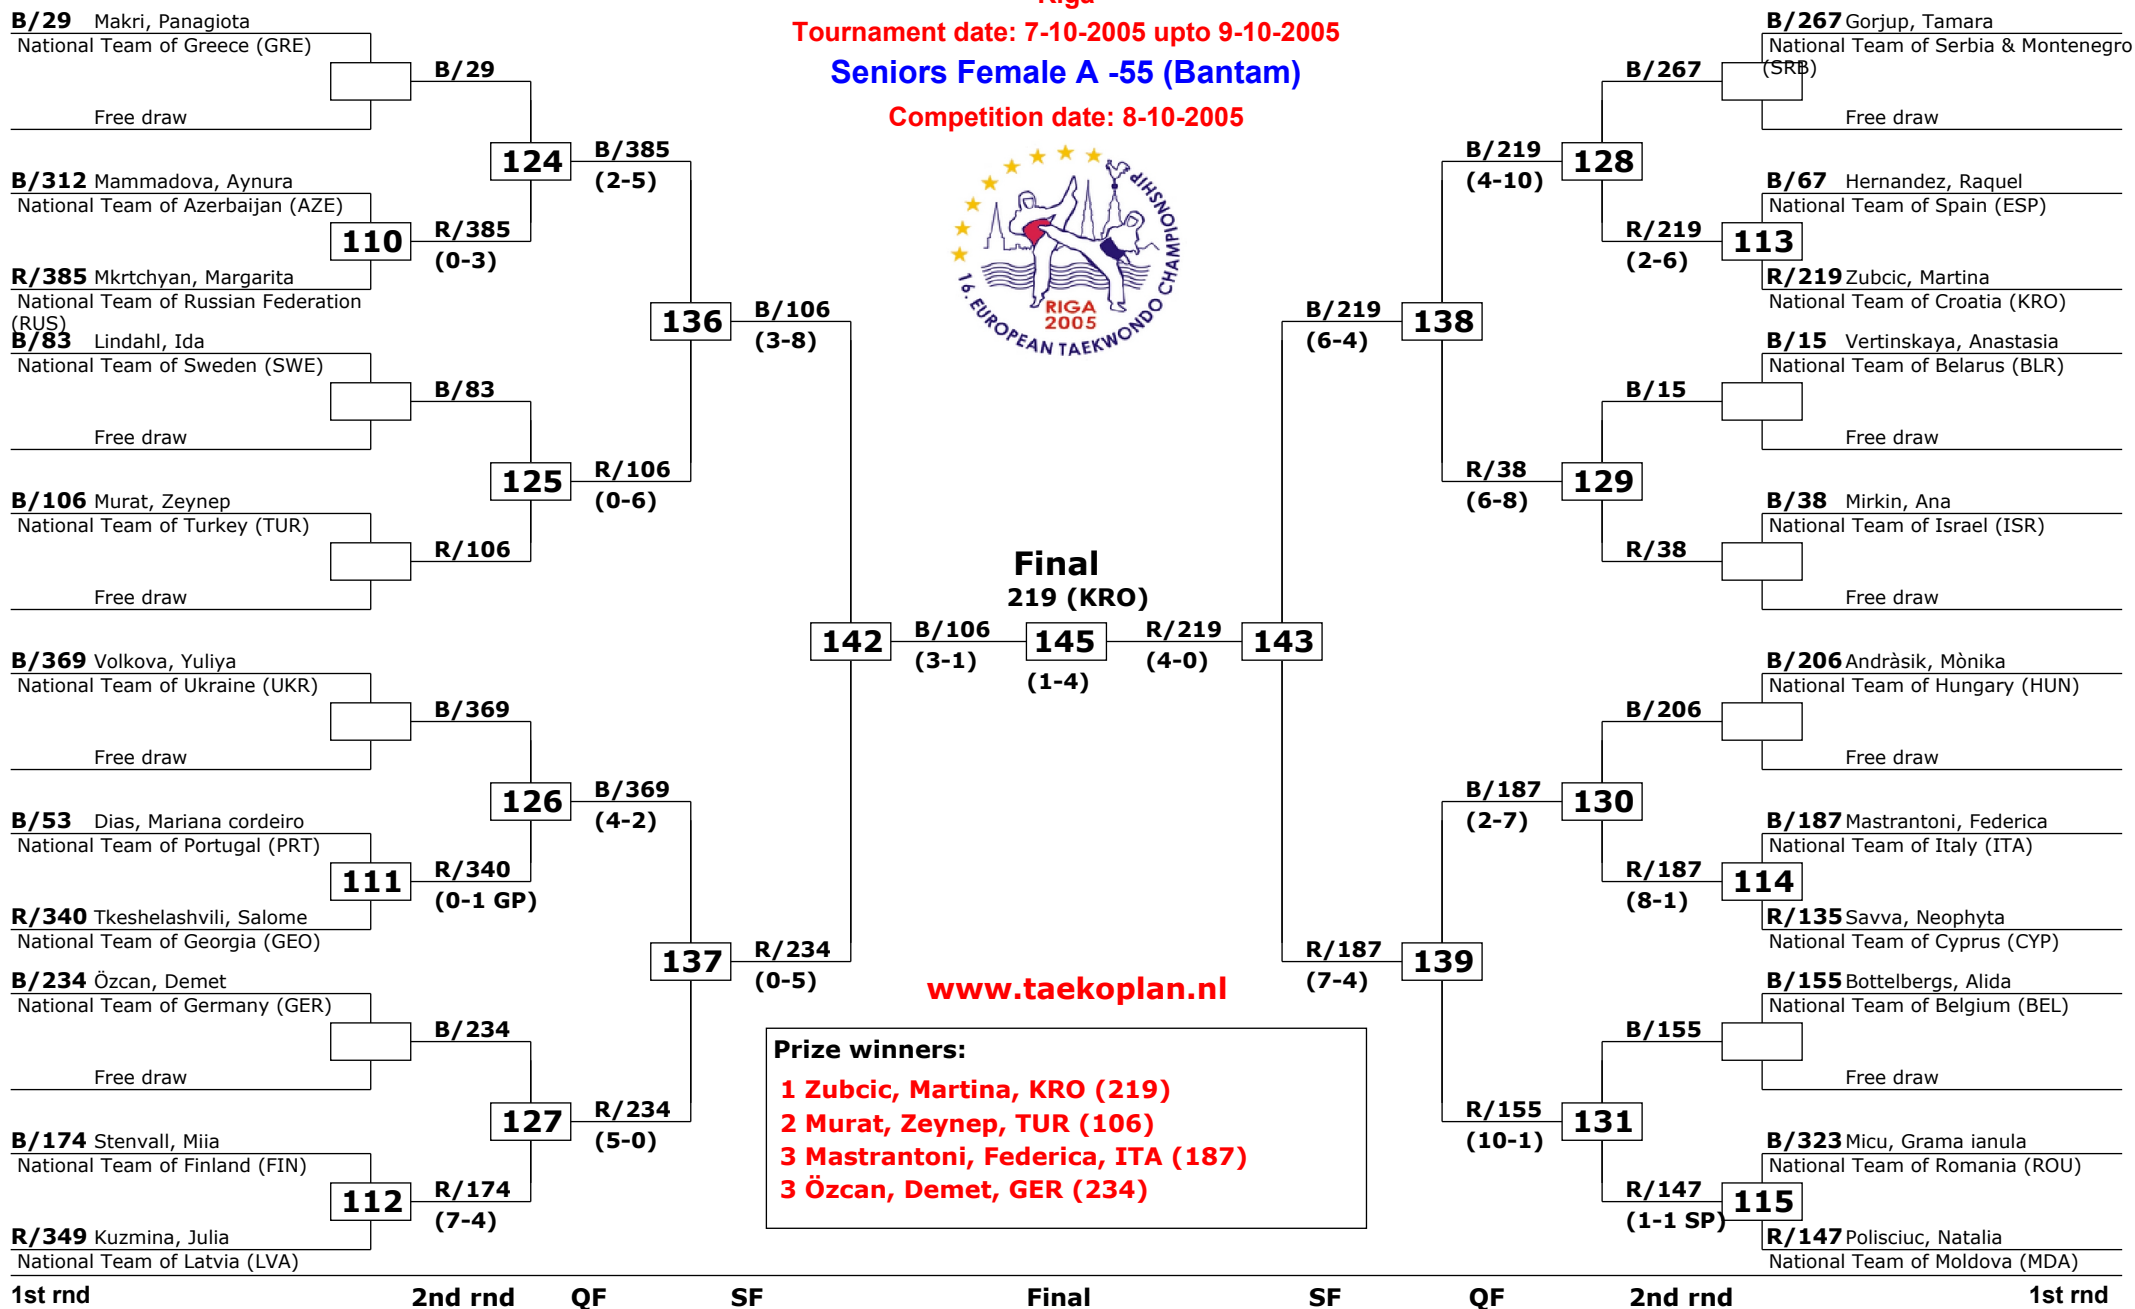 Riga
Tournament date: 7-10-2005 upto 9-10-2005
Seniors Female A -55 (Bantam)
Competition date: 8-10-2005
16. EUROPEAN TAEKWONDO CHAMPIONSHIP
RIGA
2005
B/29 Makri, Panagiota
National Team of Greece (GRE)
Free draw
B/29
B/312 Mammadova, Aynura
National Team of Azerbaijan (AZE)
110
R/385 Mkrtchyan, Margarita
National Team of Russian Federation
(RUS)
R/385
(0-3)
124
B/385
(2-5)
B/83 Lindahl, Ida
National Team of Sweden (SWE)
Free draw
B/83
B/106 Murat, Zeynep
National Team of Turkey (TUR)
Free draw
R/106
125
R/106
(0-6)
136
B/106
(3-8)
B/369 Volkova, Yuliya
National Team of Ukraine (UKR)
Free draw
B/369
B/53 Dias, Mariana cordeiro
National Team of Portugal (PRT)
111
R/340 Tkeshelashvili, Salome
National Team of Georgia (GEO)
R/340
(0-1 GP)
126
B/369
(4-2)
B/234 Özcan, Demet
National Team of Germany (GER)
Free draw
B/234
B/174 Stenvall, Miia
National Team of Finland (FIN)
112
R/349 Kuzmina, Julia
National Team of Latvia (LVA)
R/174
(7-4)
127
R/234
(5-0)
137
R/234
(0-5)
142
B/106
(3-1)
Final
219 (KRO)
145
(1-4)
R/219
(4-0)
143
B/267 Gorjup, Tamara
National Team of Serbia & Montenegro
(SRB)
Free draw
B/267
B/67 Hernandez, Raquel
National Team of Spain (ESP)
113
R/219 Zubcic, Martina
National Team of Croatia (KRO)
R/219
(2-6)
128
B/219
(4-10)
B/15 Vertinskaya, Anastasia
National Team of Belarus (BLR)
Free draw
B/15
B/38 Mirkin, Ana
National Team of Israel (ISR)
Free draw
R/38
129
R/38
(6-8)
138
B/219
(6-4)
B/206 Andràsik, Mònika
National Team of Hungary (HUN)
Free draw
B/206
B/187 Mastrantoni, Federica
National Team of Italy (ITA)
114
R/135 Savva, Neophyta
National Team of Cyprus (CYP)
R/187
(8-1)
130
B/187
(2-7)
B/155 Bottelbergs, Alida
National Team of Belgium (BEL)
Free draw
B/155
B/323 Micu, Grama ianula
National Team of Romania (ROU)
115
R/147 Polisciuc, Natalia
National Team of Moldova (MDA)
R/147
(1-1 SP)
131
R/155
(10-1)
139
R/187
(7-4)
www.taekoplan.nl
Prize winners:
1 Zubcic, Martina, KRO (219)
2 Murat, Zeynep, TUR (106)
3 Mastrantoni, Federica, ITA (187)
3 Özcan, Demet, GER (234)
1st rnd 2nd rnd QF SF Final SF QF 2nd rnd 1st rnd